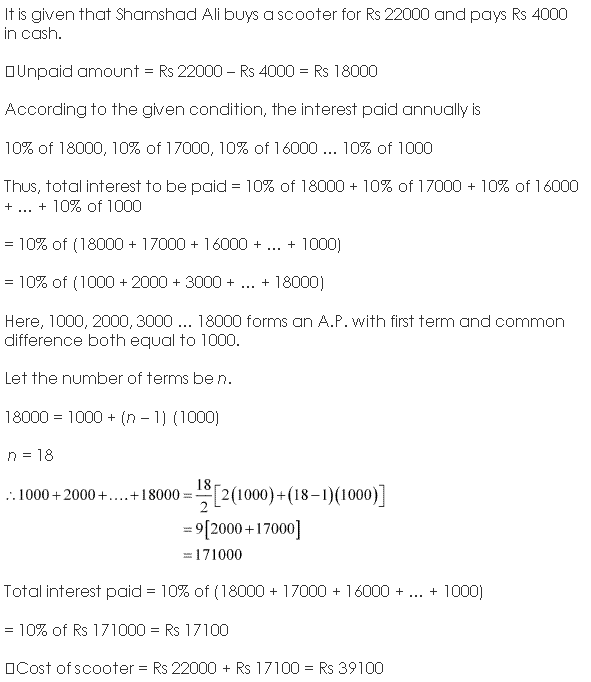 It is given that Shamshad Ali buys a scooter for Rs 22000 and pays Rs 4000
in cash.
□Unpaid amount = Rs 22000 – Rs 4000 = Rs 18000
According to the given condition, the interest paid annually is
10% of 18000, 10% of 17000, 10% of 16000 ... 10% of 1000
Thus, total interest to be paid = 10% of 18000 + 10% of 17000 + 10% of 16000
+ ... + 10% of 1000
= 10% of (18000 + 17000 + 16000 + ... + 1000)
= 10% of (1000 + 2000 + 3000 + ... + 18000)
Here, 1000, 2000, 3000 ... 18000 forms an A.P. with first term and common
difference both equal to 1000.
Let the number of terms be n.
18000 = 1000 + (n – 1) (1000)
n = 18
∴1000+2000+....+18000 = 18/2[2(1000)+(18−1)(1000)]
= 9[2000+17000]
= 171000
Total interest paid = 10% of (18000 + 17000 + 16000 + ... + 1000)
= 10% of Rs 171000 = Rs 17100
□Cost of scooter = Rs 22000 + Rs 17100 = Rs 39100